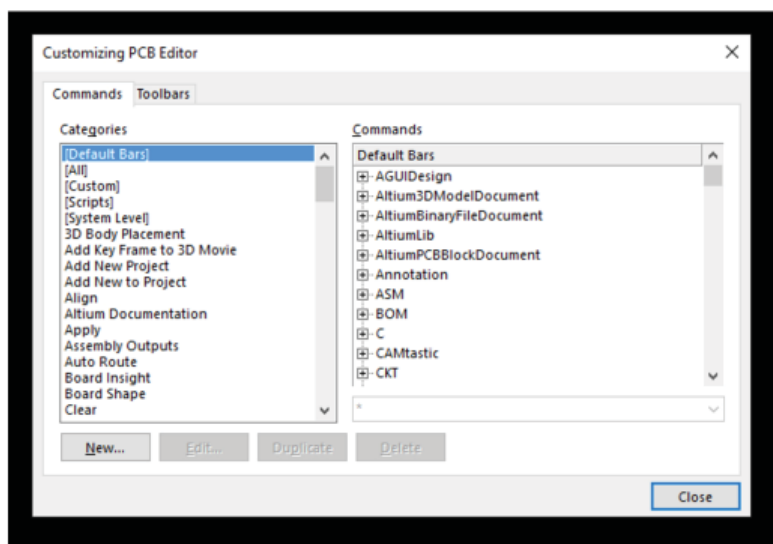 Customizing PCB Editor
Commands Toolbars
Categories
[Default Bars]
[All]
[Custom]
[Scripts]
[System Level]
3D Body Placement
Add Key Frame to 3D Movie
Add New Project
Add New to Project
Align
Altium Documentation
Apply
Assembly Outputs
Auto Route
Board Insight
Board Shape
Clear
Commands
Default Bars
AGUIDesign
Altium3DModelDocument
AltiumBinaryFileDocument
AltiumLib
AltiumPCBBlockDocument
Annotation
ASM
BOM
C
CAMtastic
CKT
*
New... Edit... Duplicate Delete
Close